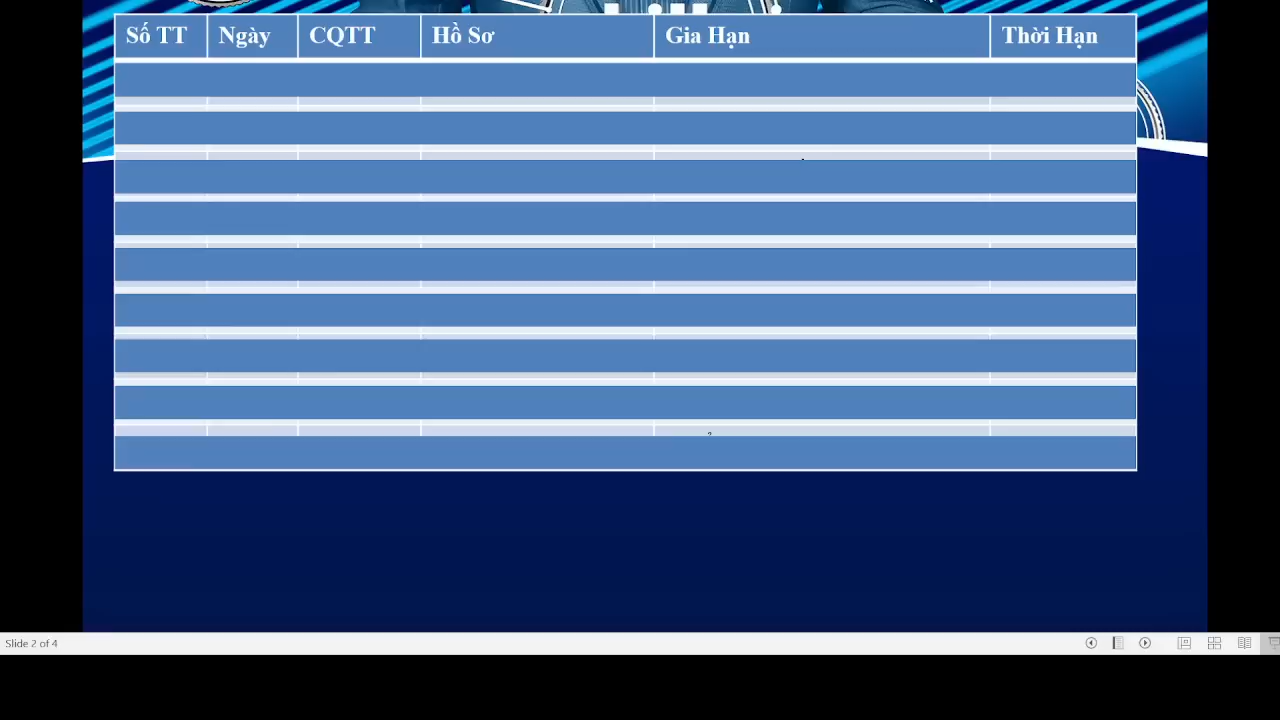 Số TT Ngày CQTT Hồ Sơ Gia Hạn Thời Hạn
Slide 2 of 4